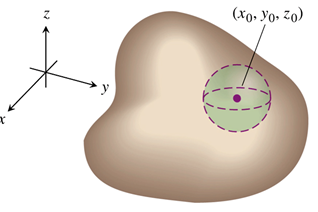 (x₀, y₀, z₀)
z
y
x